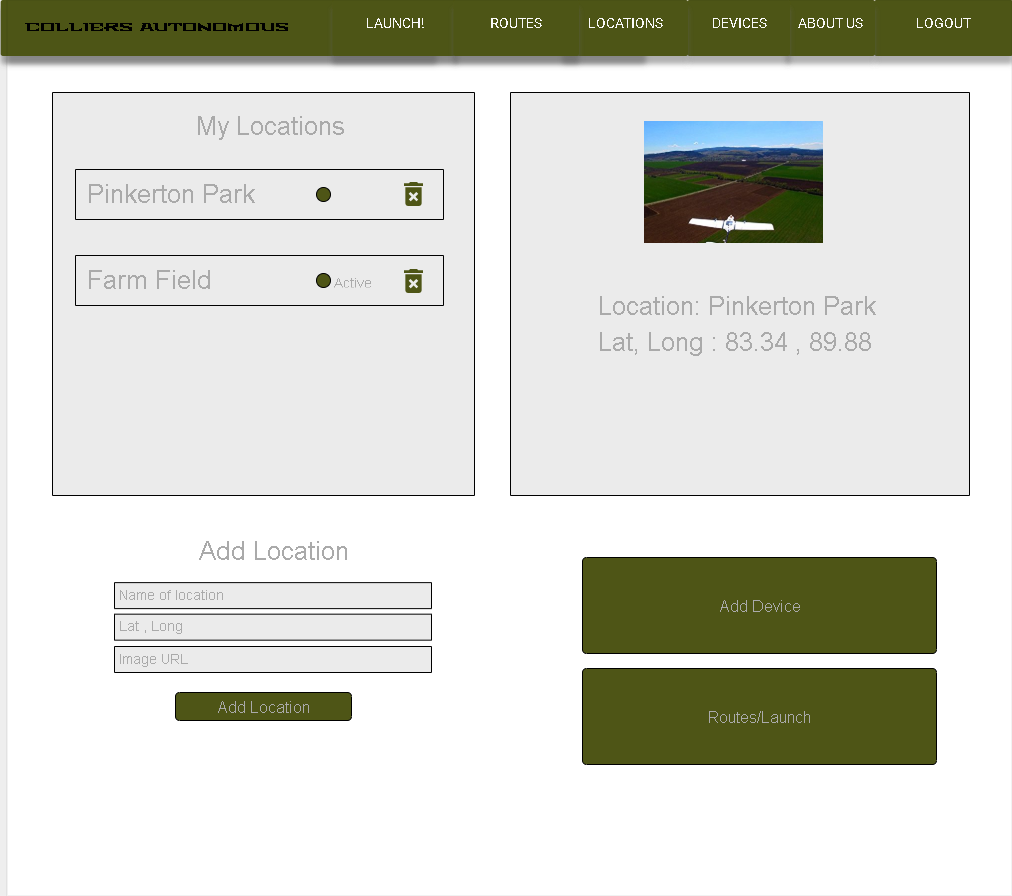 COLLIERS AUTONOMOUS
LAUNCH!
ROUTES
LOCATIONS
DEVICES
ABOUT US
LOGOUT
My Locations
Pinkerton Park
Farm Field
Active
Location: Pinkerton Park
Lat, Long : 83.34 , 89.88
Add Location
Name of location
Lat , Long
Image URL
Add Location
Add Device
Routes/Launch